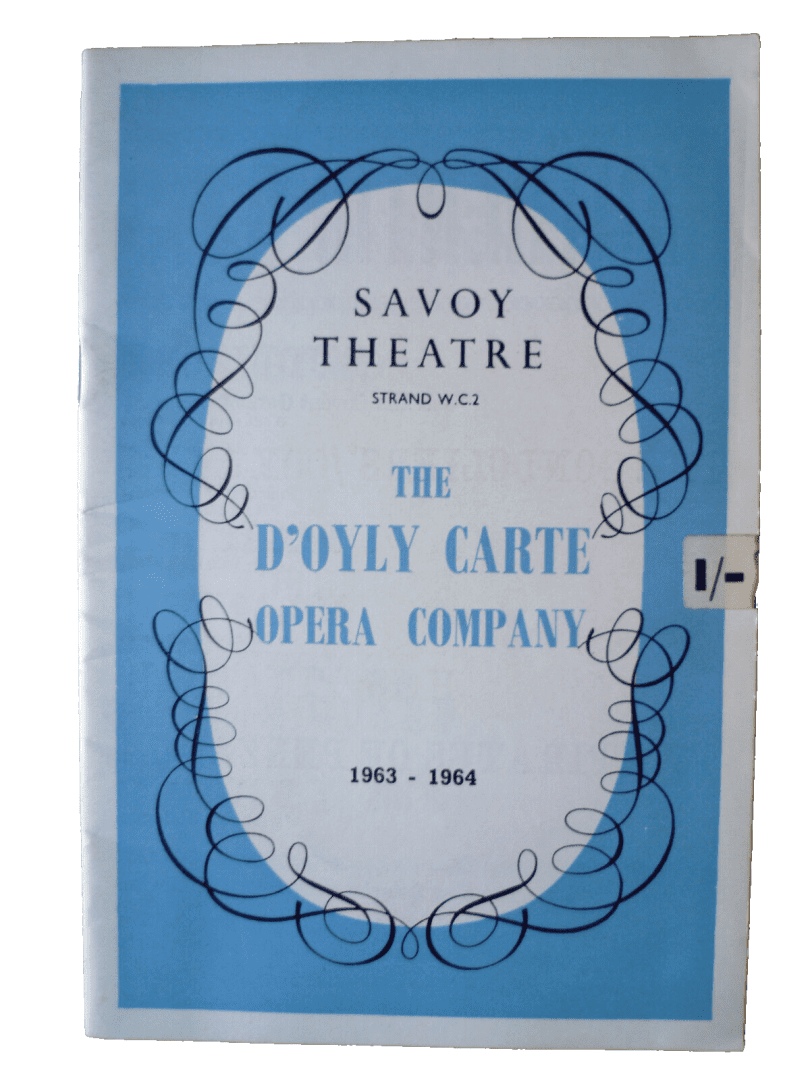 SAVOY
THEATRE
STRAND W.C.2
THE
D'OYLY CARTE
OPERA COMPANY
1/-
1963 - 1964